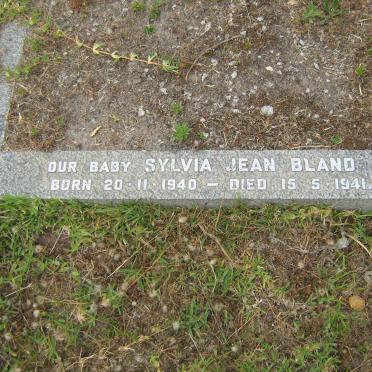 OUR BABY SYLVIA JEAN BLAND
BORN 20 11 1940 – DIED 15 5 1941.